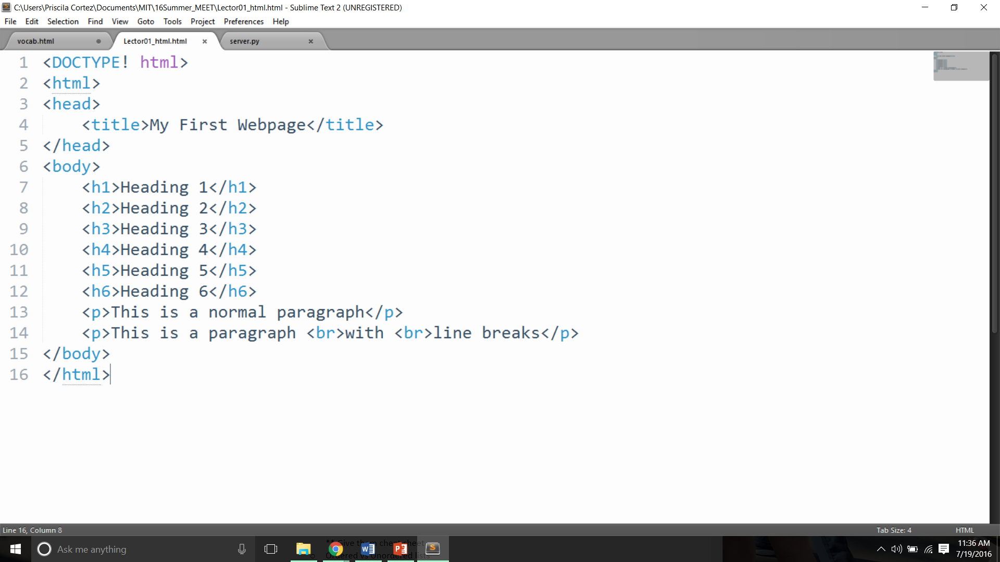 C:\Users\Priscila Cortez\Documents\MIT\16Summer_MEET\Lector01_html.html - Sublime Text 2 (UNREGISTERED)
File Edit Selection Find View Goto Tools Project Preferences Help
vocab.html Lector01_html.html server.py
1 <DOCTYPE! html>
2 <html>
3 <head>
4     <title>My First Webpage</title>
5 </head>
6 <body>
7     <h1>Heading 1</h1>
8     <h2>Heading 2</h2>
9     <h3>Heading 3</h3>
10     <h4>Heading 4</h4>
11     <h5>Heading 5</h5>
12     <h6>Heading 6</h6>
13     <p>This is a normal paragraph</p>
14     <p>This is a paragraph <br>with <br>line breaks</p>
15 </body>
16 </html>
Line 16, Column 8 Tab Size: 4 HTML
Ask me anything
** Give them cheat sheet
Ordered vs Unordered lists
11:36 AM
7/19/2016